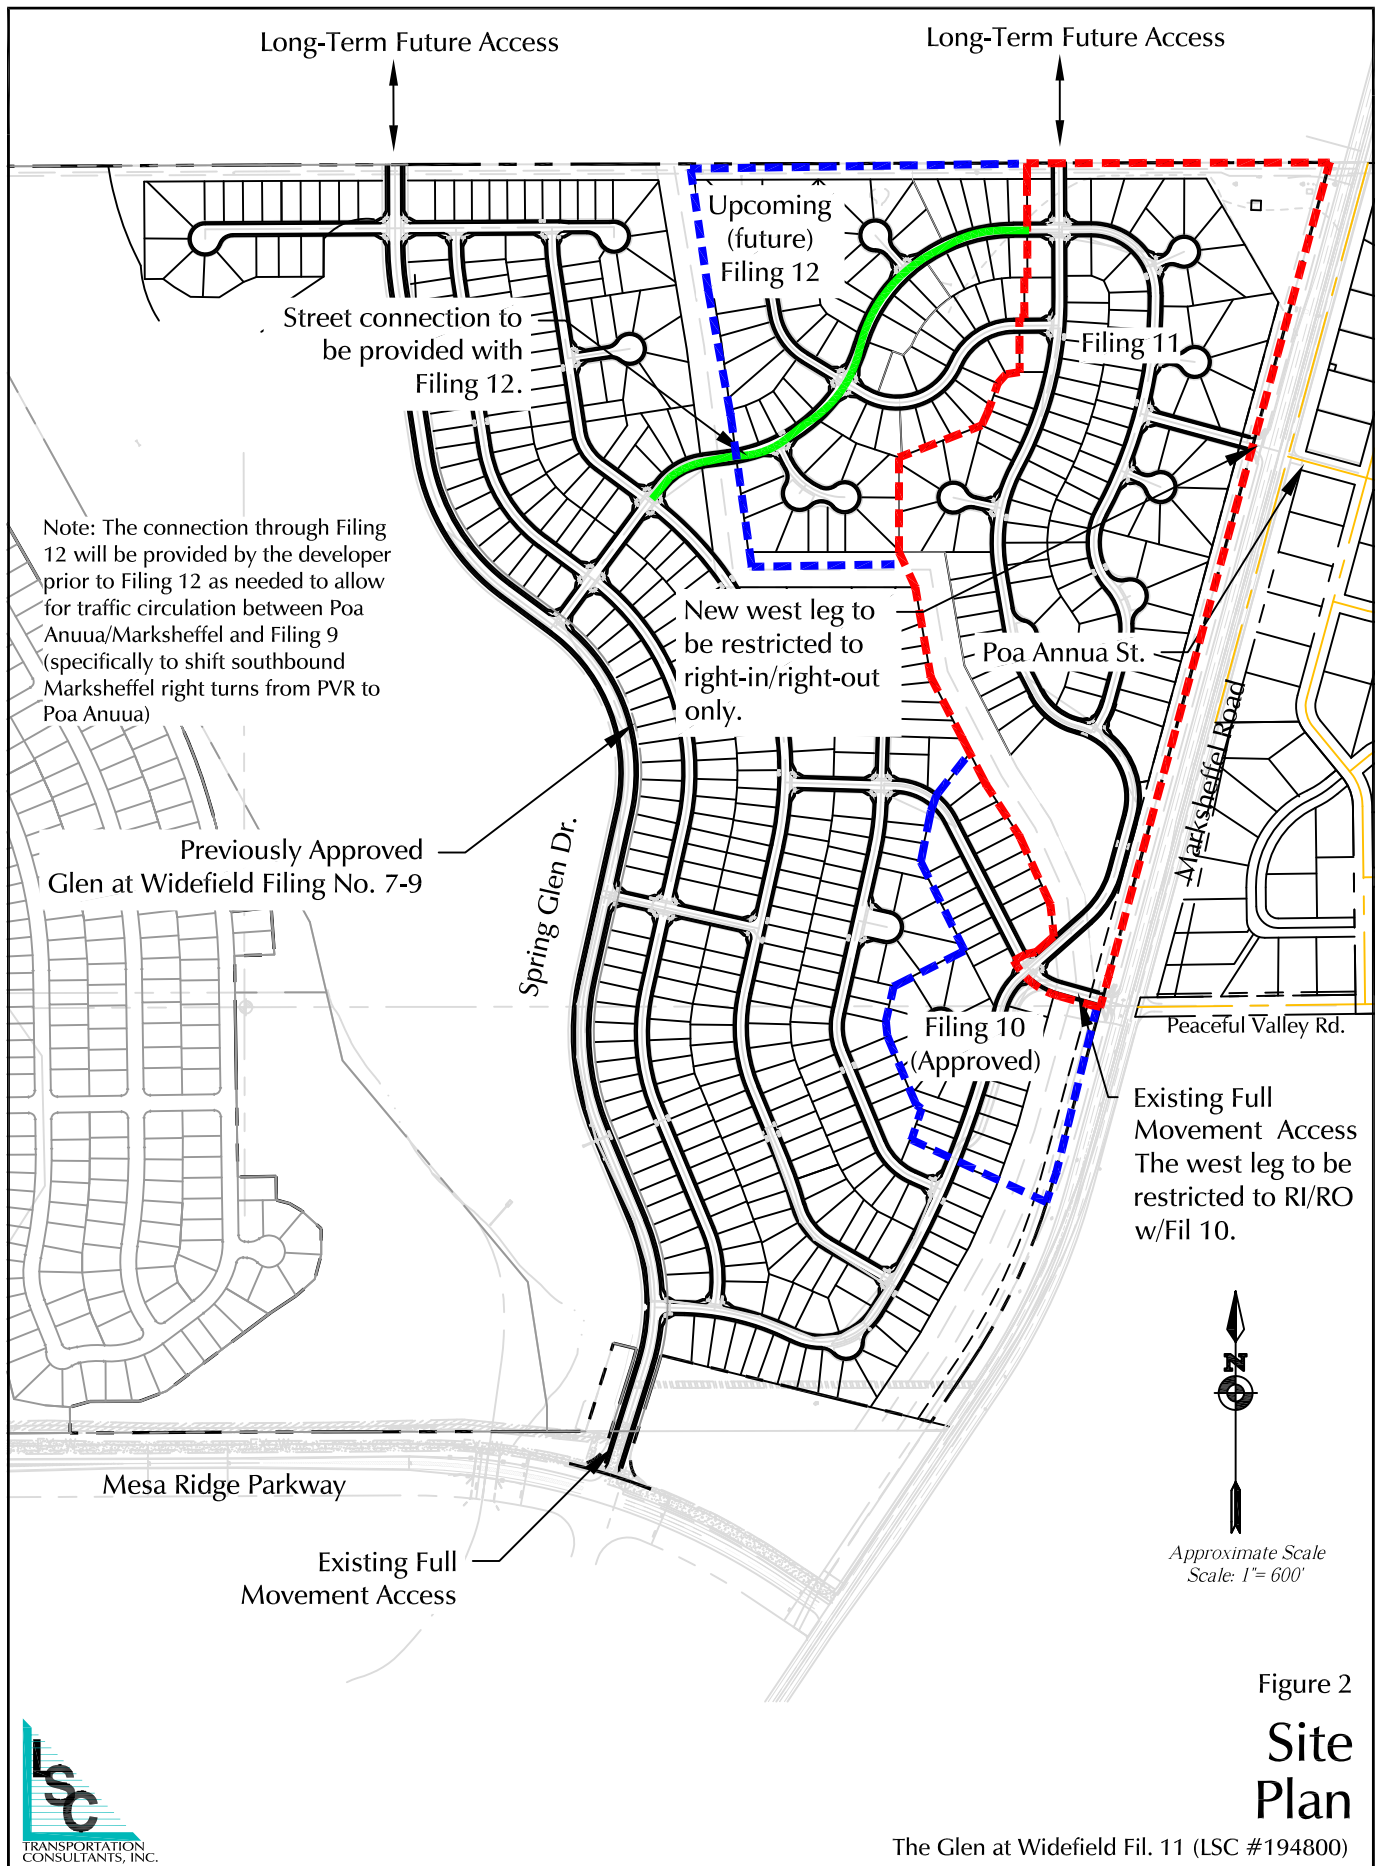 Long-Term Future Access
Long-Term Future Access
Upcoming
(future)
Filing 12
Street connection to
be provided with
Filing 12.
Filing 11
Note: The connection through Filing
12 will be provided by the developer
prior to Filing 12 as needed to allow
for traffic circulation between Poa
Anuua/Marksheffel and Filing 9
(specifically to shift southbound
Marksheffel right turns from PVR to
Poa Anuua)
New west leg to
be restricted to
right-in/right-out
only.
Poa Annua St.
Marksheffel Road
Previously Approved
Glen at Widefield Filing No. 7-9
Spring Glen Dr.
Filing 10
(Approved)
Peaceful Valley Rd.
Existing Full
Movement Access
The west leg to be
restricted to RI/RO
w/Fil 10.
N
Mesa Ridge Parkway
Existing Full
Movement Access
Approximate Scale
Scale: 1"= 600'
Figure 2
Site
Plan
The Glen at Widefield Fil. 11 (LSC #194800)
LSC
TRANSPORTATION
CONSULTANTS, INC.